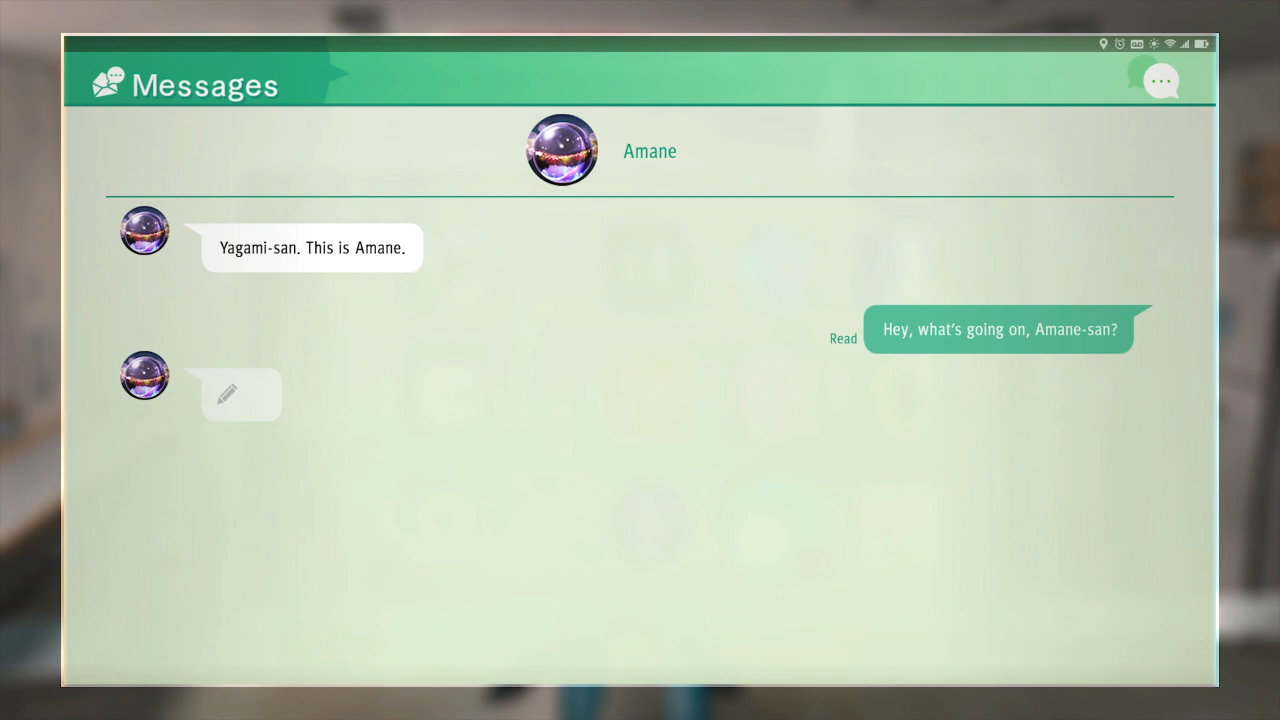 Messages
Amane
Yagami-san. This is Amane.
Hey, what's going on, Amane-san?
Read